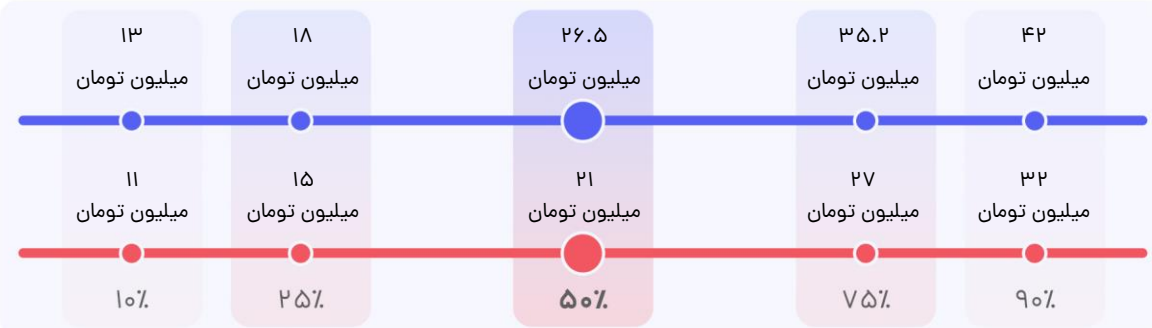 ۱۳ ۱۸ ۲۶.۵ ۳۵.۲ ۴۲
میلیون تومان میلیون تومان میلیون تومان میلیون تومان میلیون تومان
۱۱ ۱۵ ۲۱ ۲۷ ۳۲
میلیون تومان میلیون تومان میلیون تومان میلیون تومان میلیون تومان
۱۰٪ ۲۵٪ ۵۰٪ ۷۵٪ ۹۰٪